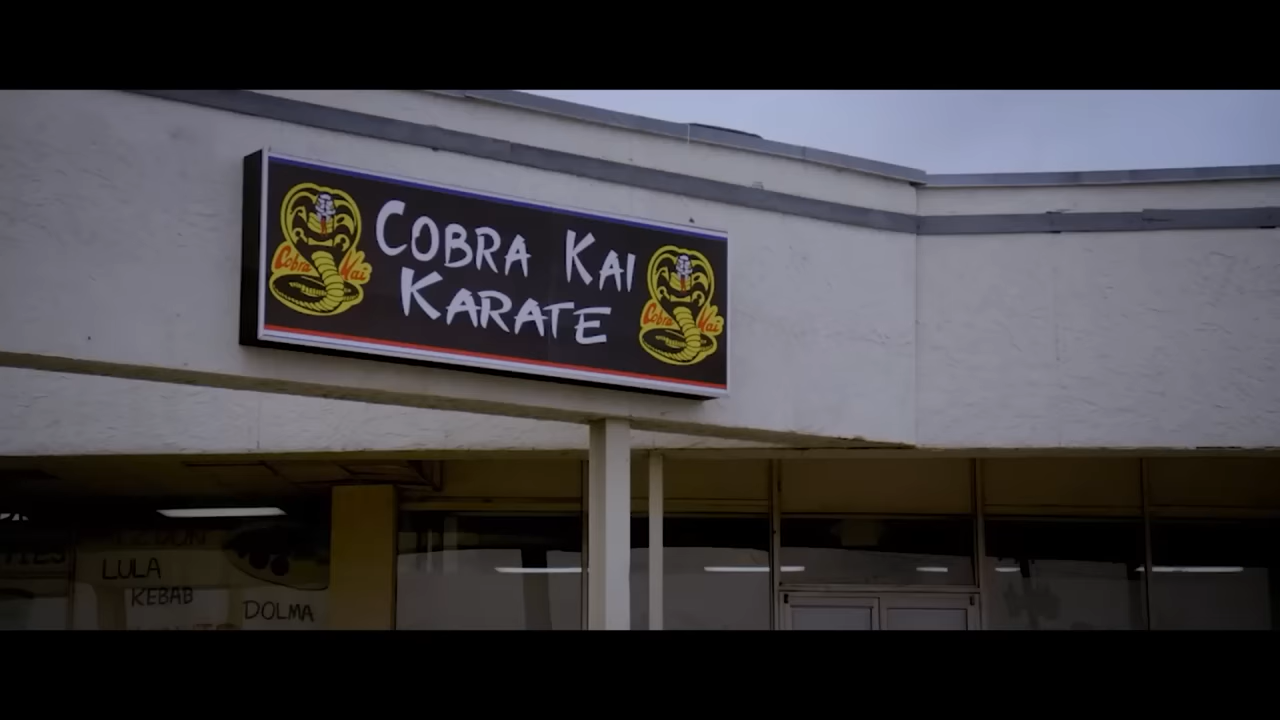 COBRA KAI
KARATE
Cobra Kai
Cobra Kai
LULA
KEBAB
DOLMA